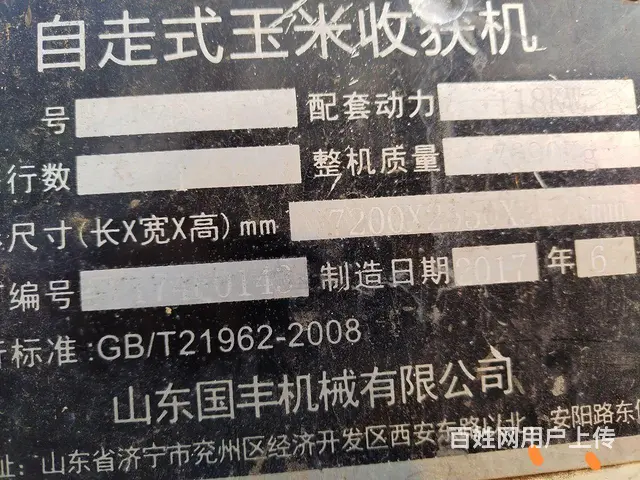 自走式玉米收获机
号 配套动力 118KW
行数 整机质量
尺寸(长X宽X高)mm 7200X mm
编号 制造日期 2017 年 6
标准:GB/T21962-2008
山东国丰机械有限公司
址: 山东省济宁市兖州区经济开发区西安东路以北 安阳路东
百姓网用户上传